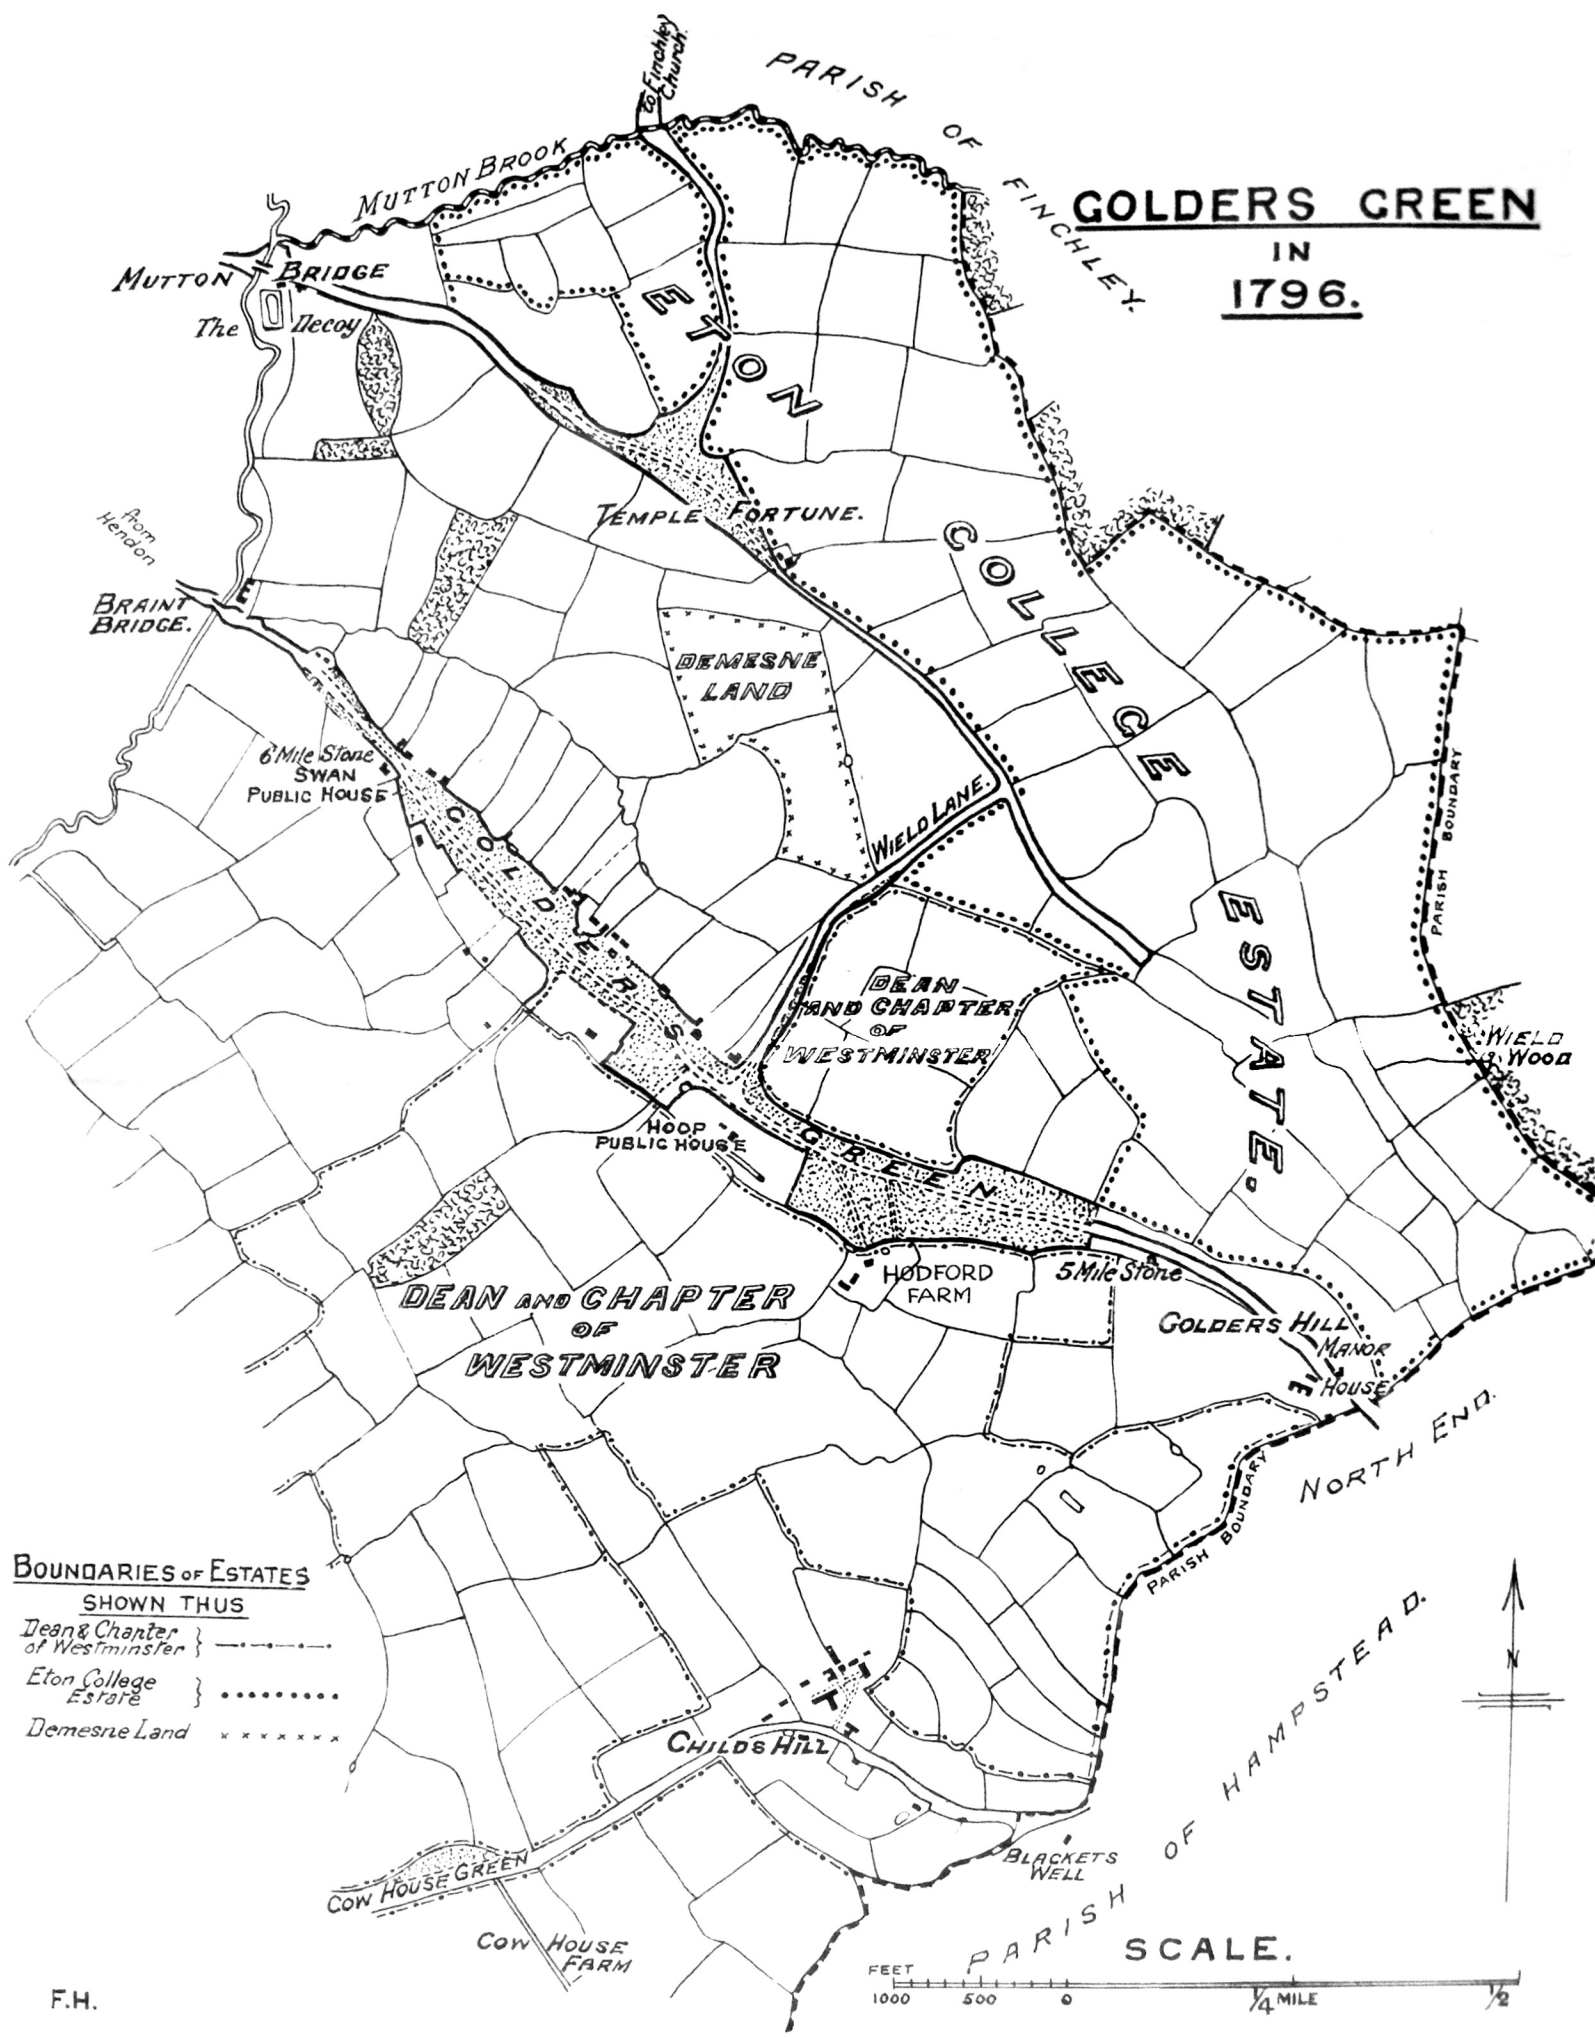 to Finchley
Church.
PARISH OF FINCHLEY.
GOLDERS GREEN
IN
1796.
MUTTON BROOK
MUTTON BRIDGE
The Decoy
ETON COLLEGE ESTATE.
from
Hendon
TEMPLE FORTUNE.
BRAINT
BRIDGE.
DEMESNE
LAND
6 Mile Stone
SWAN
PUBLIC HOUSE
WIELD LANE.
PARISH BOUNDARY
GOLDERS GREEN
DEAN
AND CHAPTER
OF
WESTMINSTER
WIELD
WOOD
HOOP
PUBLIC HOUSE
HODFORD
FARM
5 Mile Stone
DEAN AND CHAPTER
OF
WESTMINSTER
GOLDERS HILL
MANOR
HOUSE
NORTH END.
PARISH BOUNDARY
BOUNDARIES OF ESTATES
SHOWN THUS
Dean & Chapter
of Westminster
Eton College
Estate
Demesne Land
N
CHILDS HILL
COW HOUSE GREEN
COW HOUSE
FARM
BLACKETS
WELL
PARISH OF HAMPSTEAD.
SCALE.
FEET
1000 500 0 1/4 MILE 1/2
F.H.